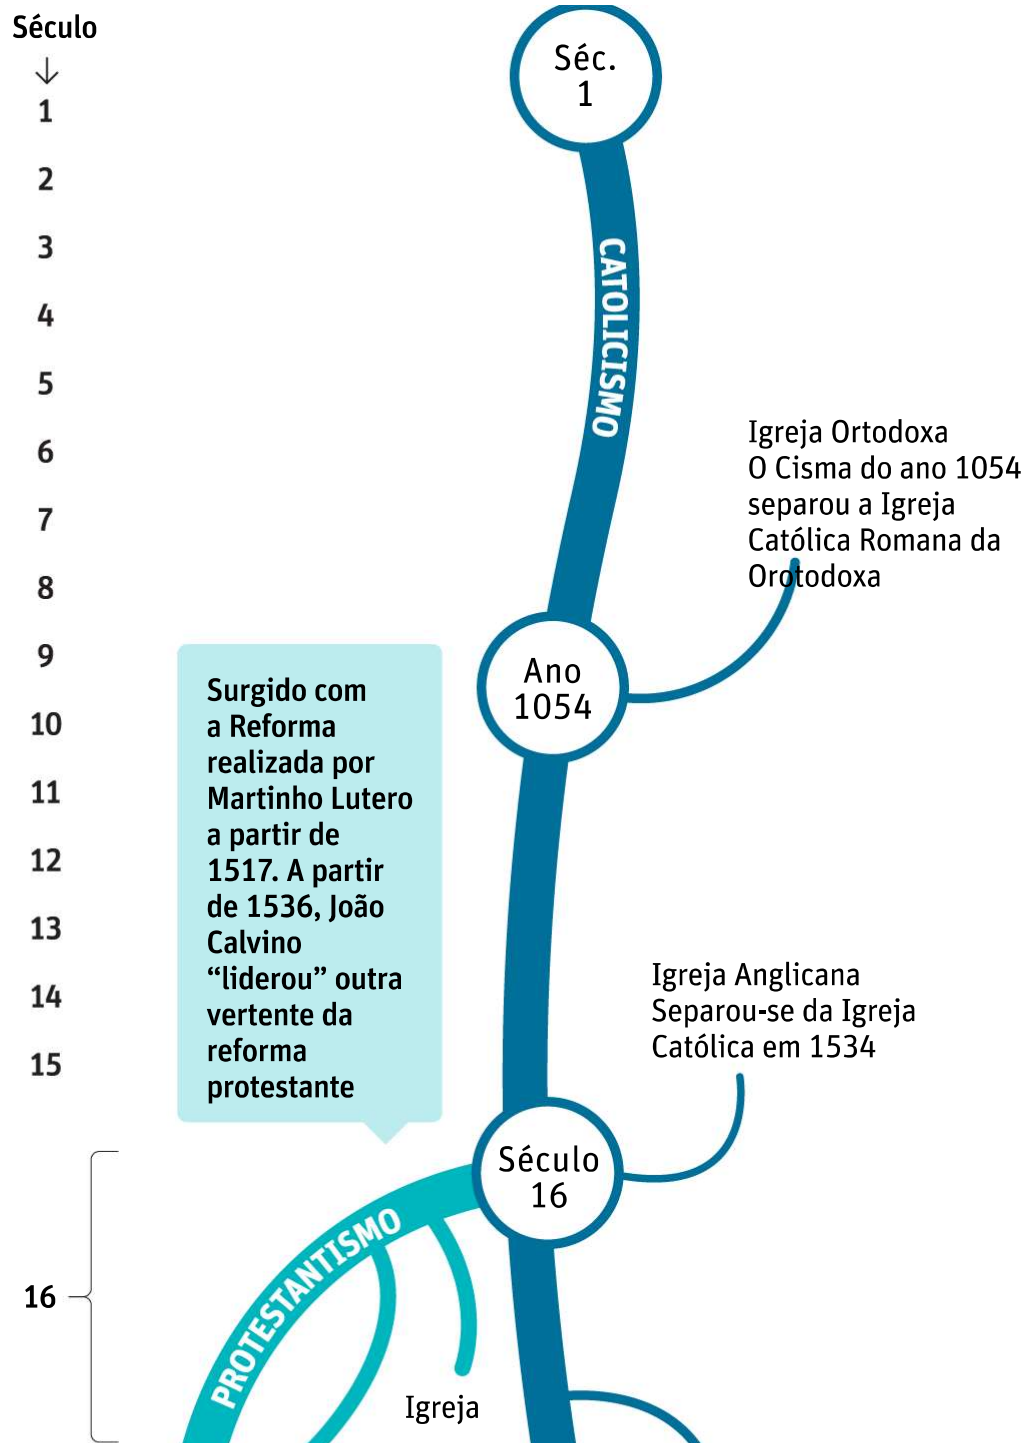 Século
↓
1
2
3
4
5
6
7
8
9
10
11
12
13
14
15
16
Séc.
1
CATOLICISMO
Igreja Ortodoxa
O Cisma do ano 1054
separou a Igreja
Católica Romana da
Orotodoxa
Ano
1054
Surgido com
a Reforma
realizada por
Martinho Lutero
a partir de
1517. A partir
de 1536, João
Calvino
“liderou” outra
vertente da
reforma
protestante
Igreja Anglicana
Separou-se da Igreja
Católica em 1534
Século
16
PROTESTANTISMO
Igreja